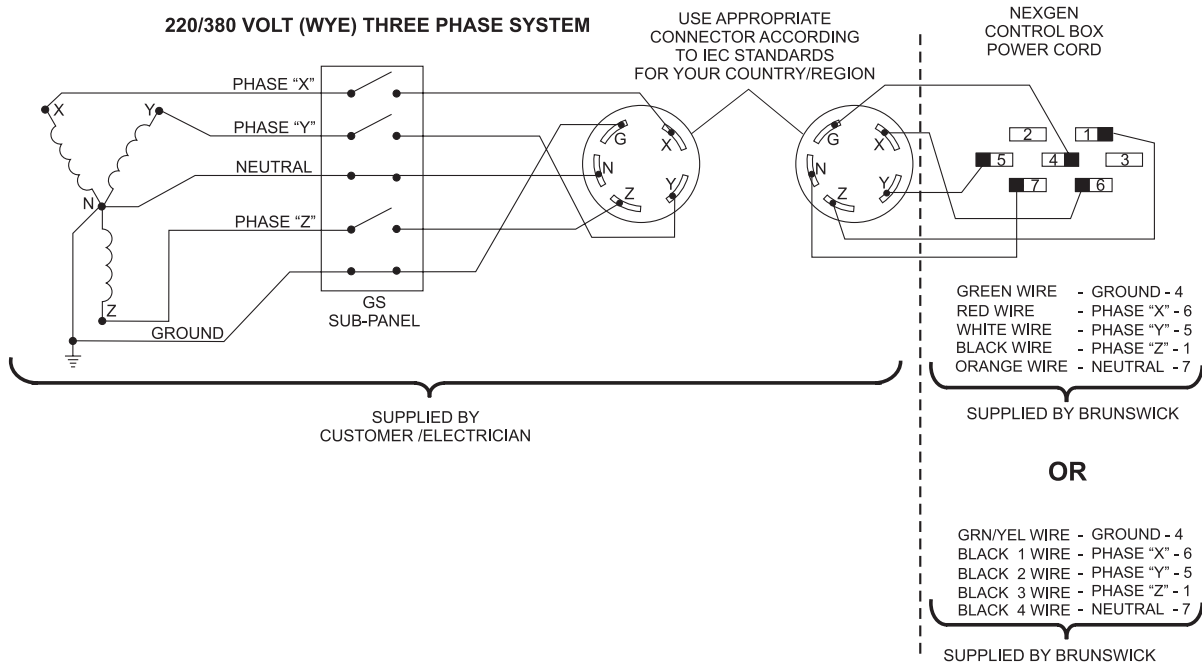 220/380 VOLT (WYE) THREE PHASE SYSTEM
USE APPROPRIATE
CONNECTOR ACCORDING
TO IEC STANDARDS
FOR YOUR COUNTRY/REGION
NEXGEN
CONTROL BOX
POWER CORD
PHASE “X”
X
Y
PHASE “Y”
NEUTRAL
N
PHASE “Z”
Z
GROUND
GS
SUB-PANEL
G
X
N
Y
Z
G
X
N
Y
Z
2
1
5
4
3
7
6
GREEN WIRE - GROUND - 4
RED WIRE - PHASE “X” - 6
WHITE WIRE - PHASE “Y” - 5
BLACK WIRE - PHASE “Z” - 1
ORANGE WIRE - NEUTRAL - 7
SUPPLIED BY
CUSTOMER /ELECTRICIAN
SUPPLIED BY BRUNSWICK
OR
GRN/YEL WIRE - GROUND - 4
BLACK 1 WIRE - PHASE “X” - 6
BLACK 2 WIRE - PHASE “Y” - 5
BLACK 3 WIRE - PHASE “Z” - 1
BLACK 4 WIRE - NEUTRAL - 7
SUPPLIED BY BRUNSWICK